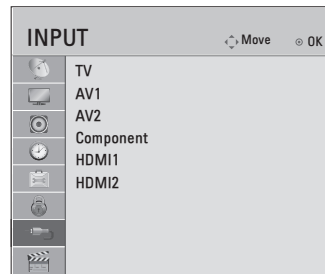 INPUT
Move OK
TV
AV1
AV2
Component
HDMI1
HDMI2